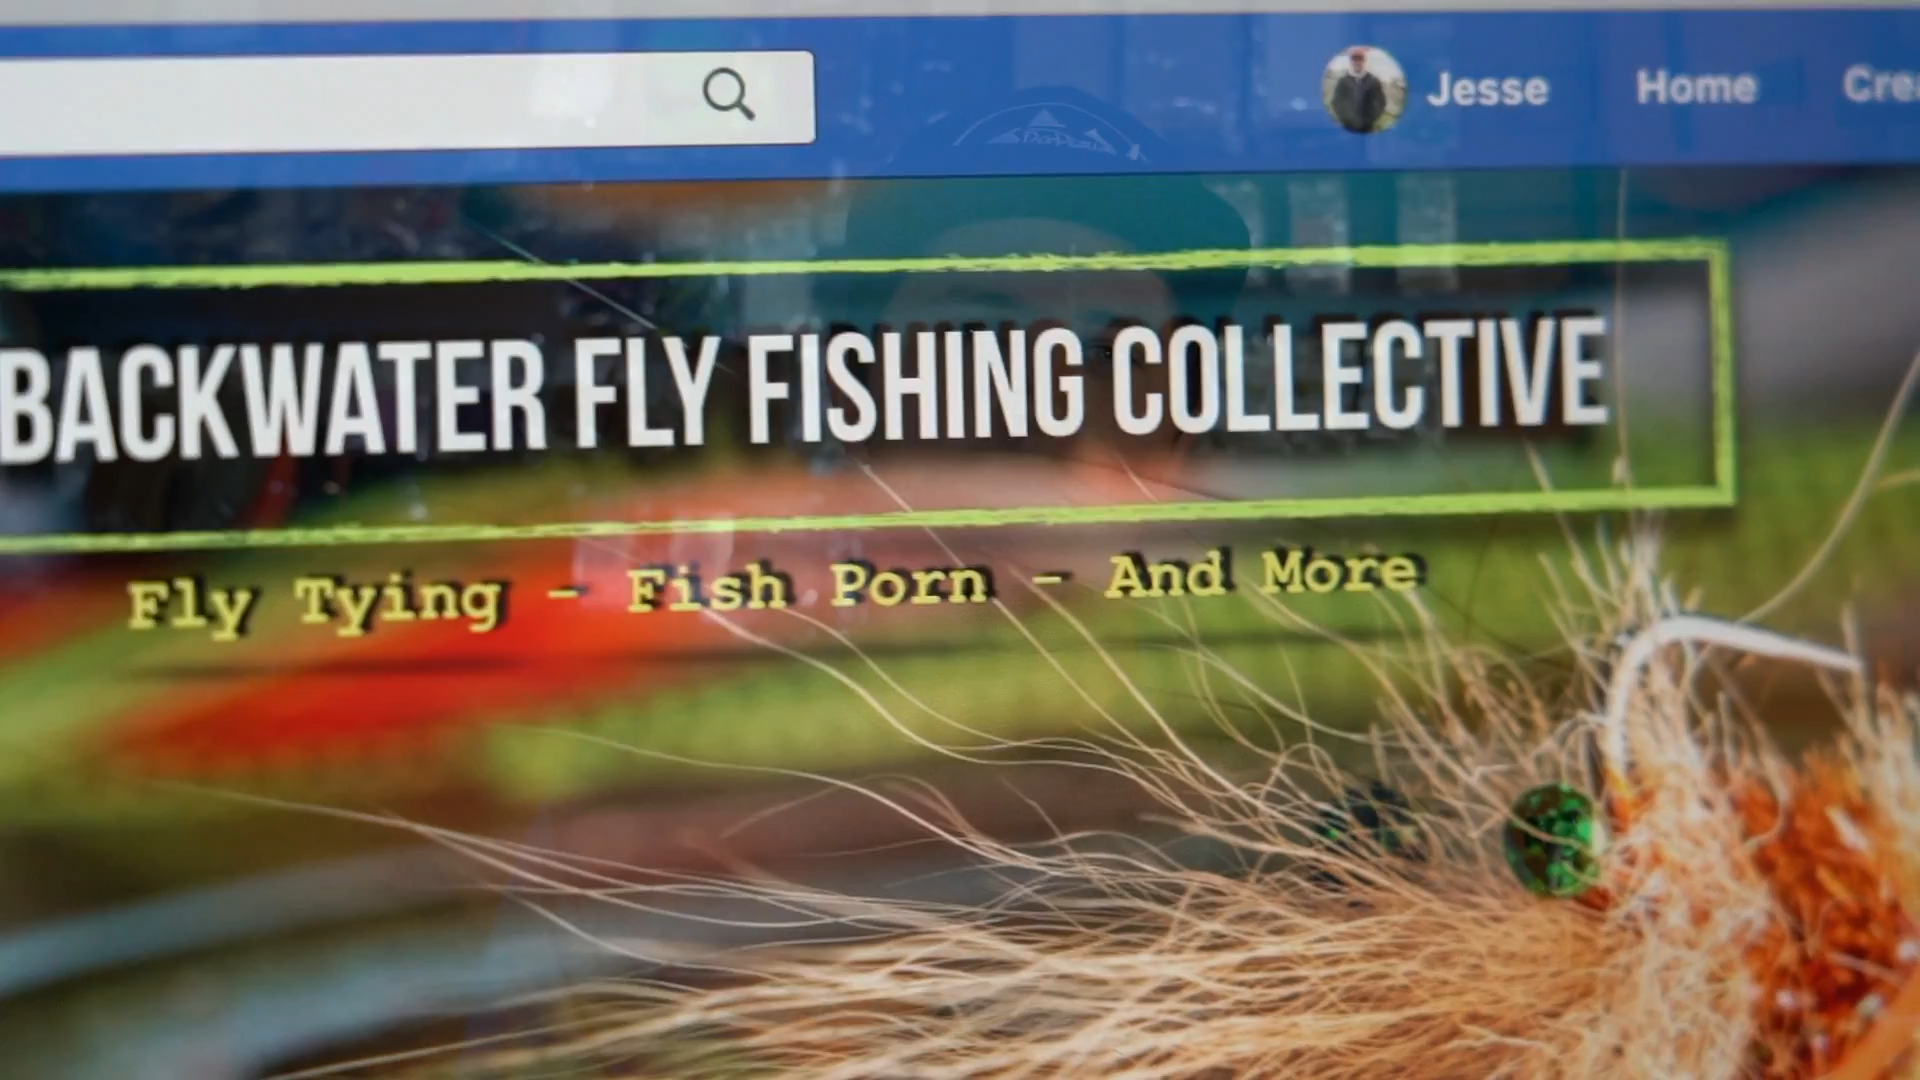 Jesse Home
BACKWATER FLY FISHING COLLECTIVE
Fly Tying - Fish Porn - And More